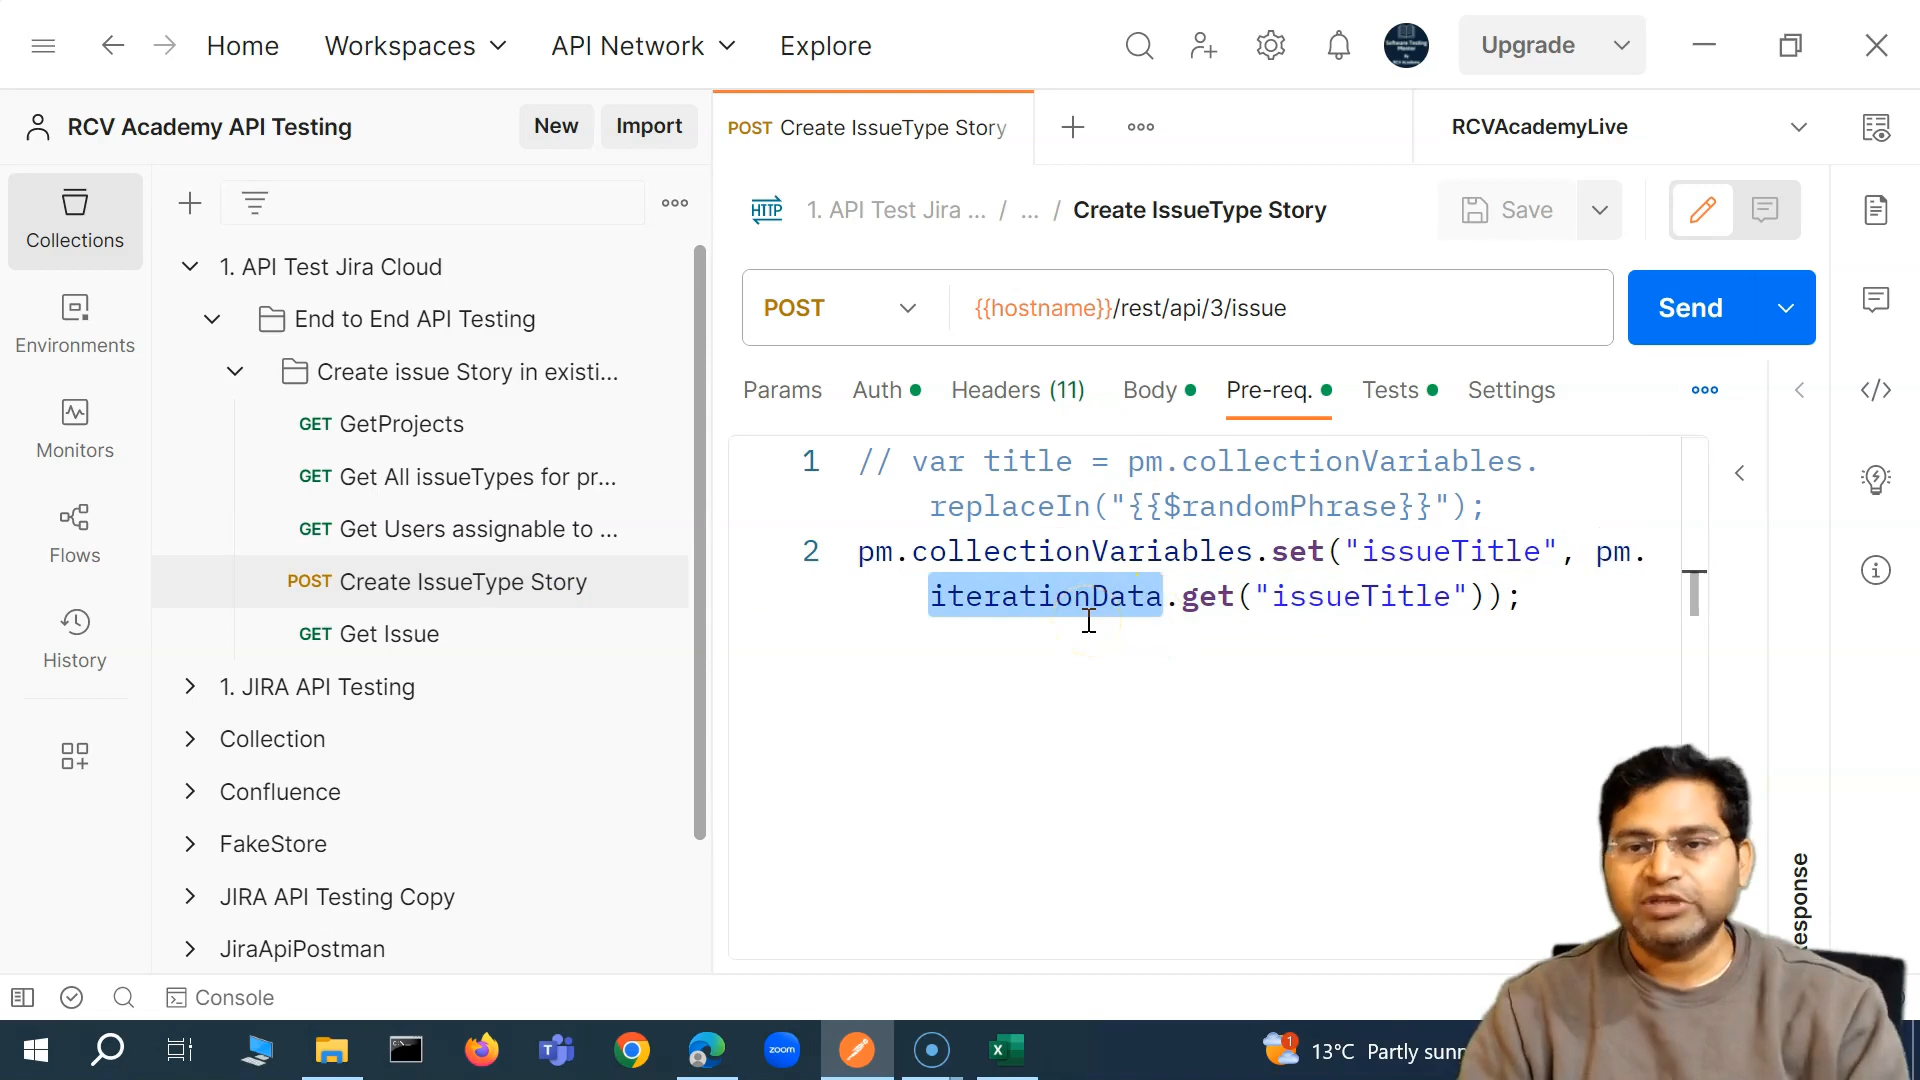 Home Workspaces API Network Explore Upgrade
RCV Academy API Testing New Import
POST Create IssueType Story
RCVAcademyLive
Collections
Environments
Monitors
Flows
History
1. API Test Jira Cloud
End to End API Testing
Create issue Story in existi...
GET GetProjects
GET Get All issueTypes for pr...
GET Get Users assignable to ...
POST Create IssueType Story
GET Get Issue
1. JIRA API Testing
Collection
Confluence
FakeStore
JIRA API Testing Copy
JiraApiPostman
HTTP 1. API Test Jira ... / ... / Create IssueType Story Save
POST {{hostname}}/rest/api/3/issue Send
Params Auth Headers (11) Body Pre-req. Tests Settings
1 // var title = pm.collectionVariables.
replaceIn("{{$randomPhrase}}");
2 pm.collectionVariables.set("issueTitle", pm.
iterationData.get("issueTitle"));
esponse
Console
zoom
1
13°C Partly sunn